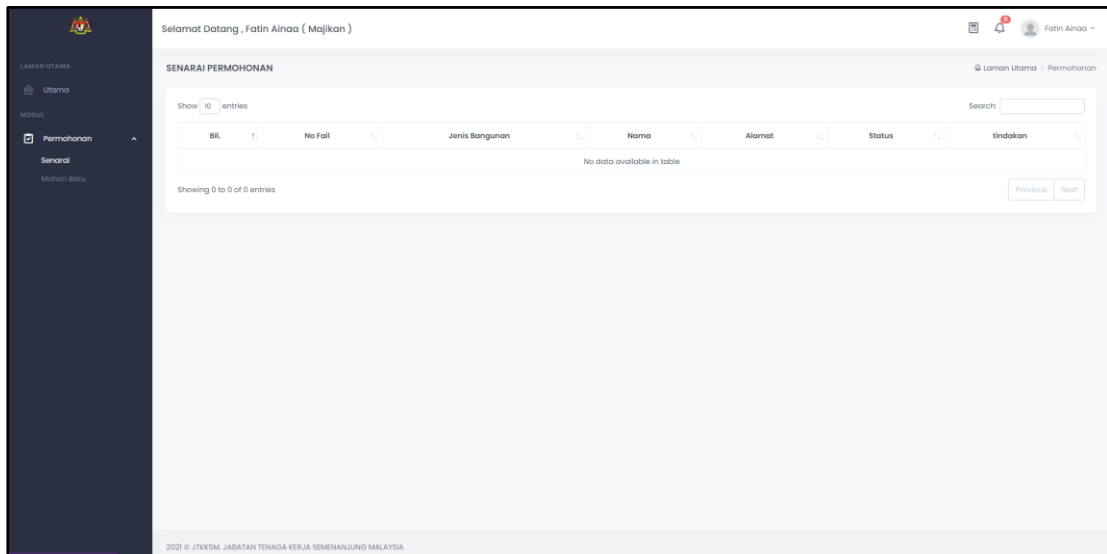 Selamat Datang , Fatin Ainaa ( Majikan )
0
Fatin Ainaa
LAMAN UTAMA
Utama
MODUL
Permohonan
Senarai
Mohon Baru
SENARAI PERMOHONAN
Laman Utama / Permohonan
Show 10 entries
Search:
Bil. No Fail Jenis Bangunan Nama Alamat Status tindakan
No data available in table
Showing 0 to 0 of 0 entries
Previous Next
2021 © JTKKSM. JABATAN TENAGA KERJA SEMENANJUNG MALAYSIA